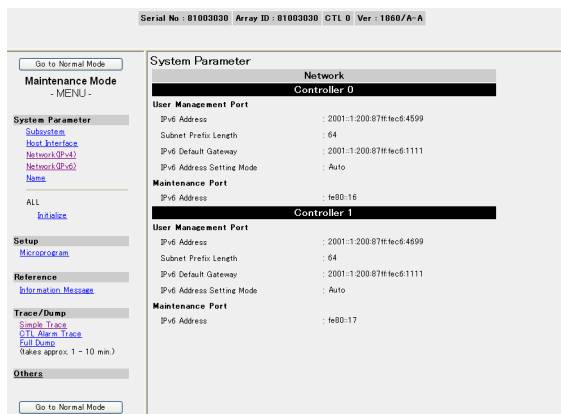 Serial No : 81003030 Array ID : 81003030 CTL 0 Ver : 1860/A-A
Go to Normal Mode
Maintenance Mode
- MENU -
System Parameter
Subsystem
Host Interface
Network(IPv4)
Network(IPv6)
Name
ALL
Initialize
Setup
Microprogram
Reference
Information Message
Trace/Dump
Simple Trace
CTL Alarm Trace
Full Dump
(takes approx. 1 - 10 min.)
Others
Go to Normal Mode
System Parameter
Network
Controller 0
User Management Port
IPv6 Address : 2001::1:200:87ff:fec6:4599
Subnet Prefix Length : 64
IPv6 Default Gateway : 2001::1:200:87ff:fec6:1111
IPv6 Address Setting Mode : Auto
Maintenance Port
IPv6 Address : fe80::16
Controller 1
User Management Port
IPv6 Address : 2001::1:200:87ff:fec6:4699
Subnet Prefix Length : 64
IPv6 Default Gateway : 2001::1:200:87ff:fec6:1111
IPv6 Address Setting Mode : Auto
Maintenance Port
IPv6 Address : fe80::17